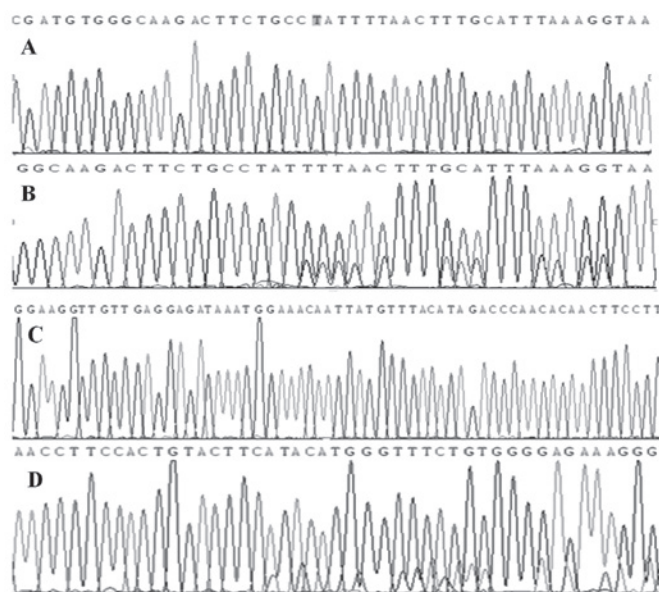 CGATGTGGGCAAGACTTCTGCCTATTTTAACTTTGCATTTAAAGGTAA
A
GGCAAGACTTCTGCCTATTTTAACTTTGCATTTAAAGGTAA
B
GGAAGGTTGTTGAGGAGATAAATGGAAACAATTATGTTTACATAGACCCAACACAACTTCCTT
C
AACCTTCCACTGTACTTCATACATGGGTTTCTGTGGGGAGAAAGGG
D